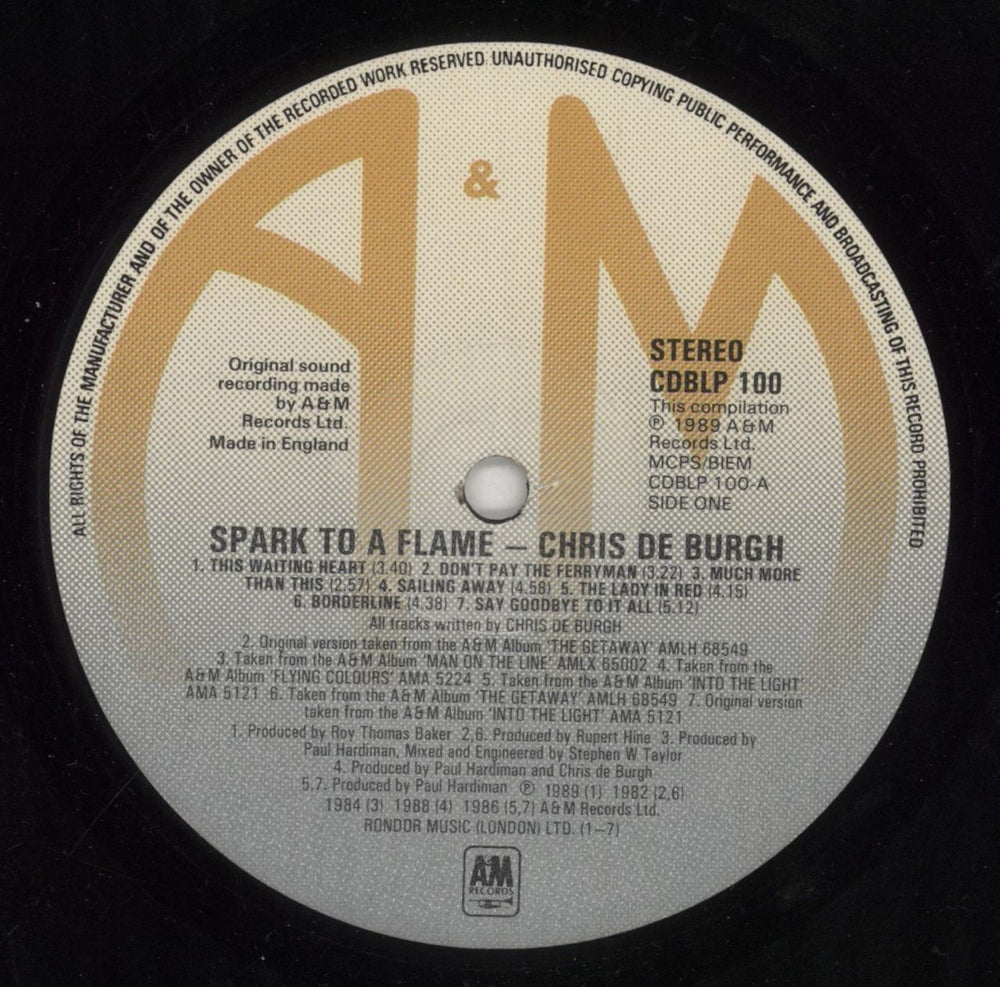 ALL RIGHTS OF THE MANUFACTURER AND OF THE OWNER OF THE RECORDED WORK RESERVED UNAUTHORISED COPYING PUBLIC PERFORMANCE AND BROADCASTING OF THIS RECORD PROHIBITED
A & M
Original sound
recording made
by A&M
Records Ltd.
Made in England
STEREO
CDBLP 100
This compilation
℗ 1989 A&M
Records Ltd.
MCPS/BIEM
CDBLP 100-A
SIDE ONE
SPARK TO A FLAME – CHRIS DE BURGH
1. THIS WAITING HEART (3.40) 2. DON'T PAY THE FERRYMAN (3.22) 3. MUCH MORE
THAN THIS (2.57) 4. SAILING AWAY (4.58) 5. THE LADY IN RED (4.15)
6. BORDERLINE (4.38) 7. SAY GOODBYE TO IT ALL (5.12)
All tracks written by CHRIS DE BURGH
2. Original version taken from the A&M Album 'THE GETAWAY' AMLH 68549
3. Taken from the A&M Album 'MAN ON THE LINE' AMLX 65002 4. Taken from the
A&M Album 'FLYING COLOURS' AMA 5224 5. Taken from the A&M Album 'INTO THE LIGHT'
AMA 5121 6. Taken from the A&M Album 'THE GETAWAY' AMLH 68549 7. Original version
taken from the A&M Album 'INTO THE LIGHT' AMA 5121
1. Produced by Roy Thomas Baker 2,6. Produced by Rupert Hine 3. Produced by
Paul Hardiman, Mixed and Engineered by Stephen W Taylor
4. Produced by Paul Hardiman and Chris de Burgh
5,7. Produced by Paul Hardiman ℗ 1989 (1) 1982 (2,6)
1984 (3) 1988 (4) 1986 (5,7) A&M Records Ltd.
RONDOR MUSIC (LONDON) LTD. (1–7)
A&M
RECORDS